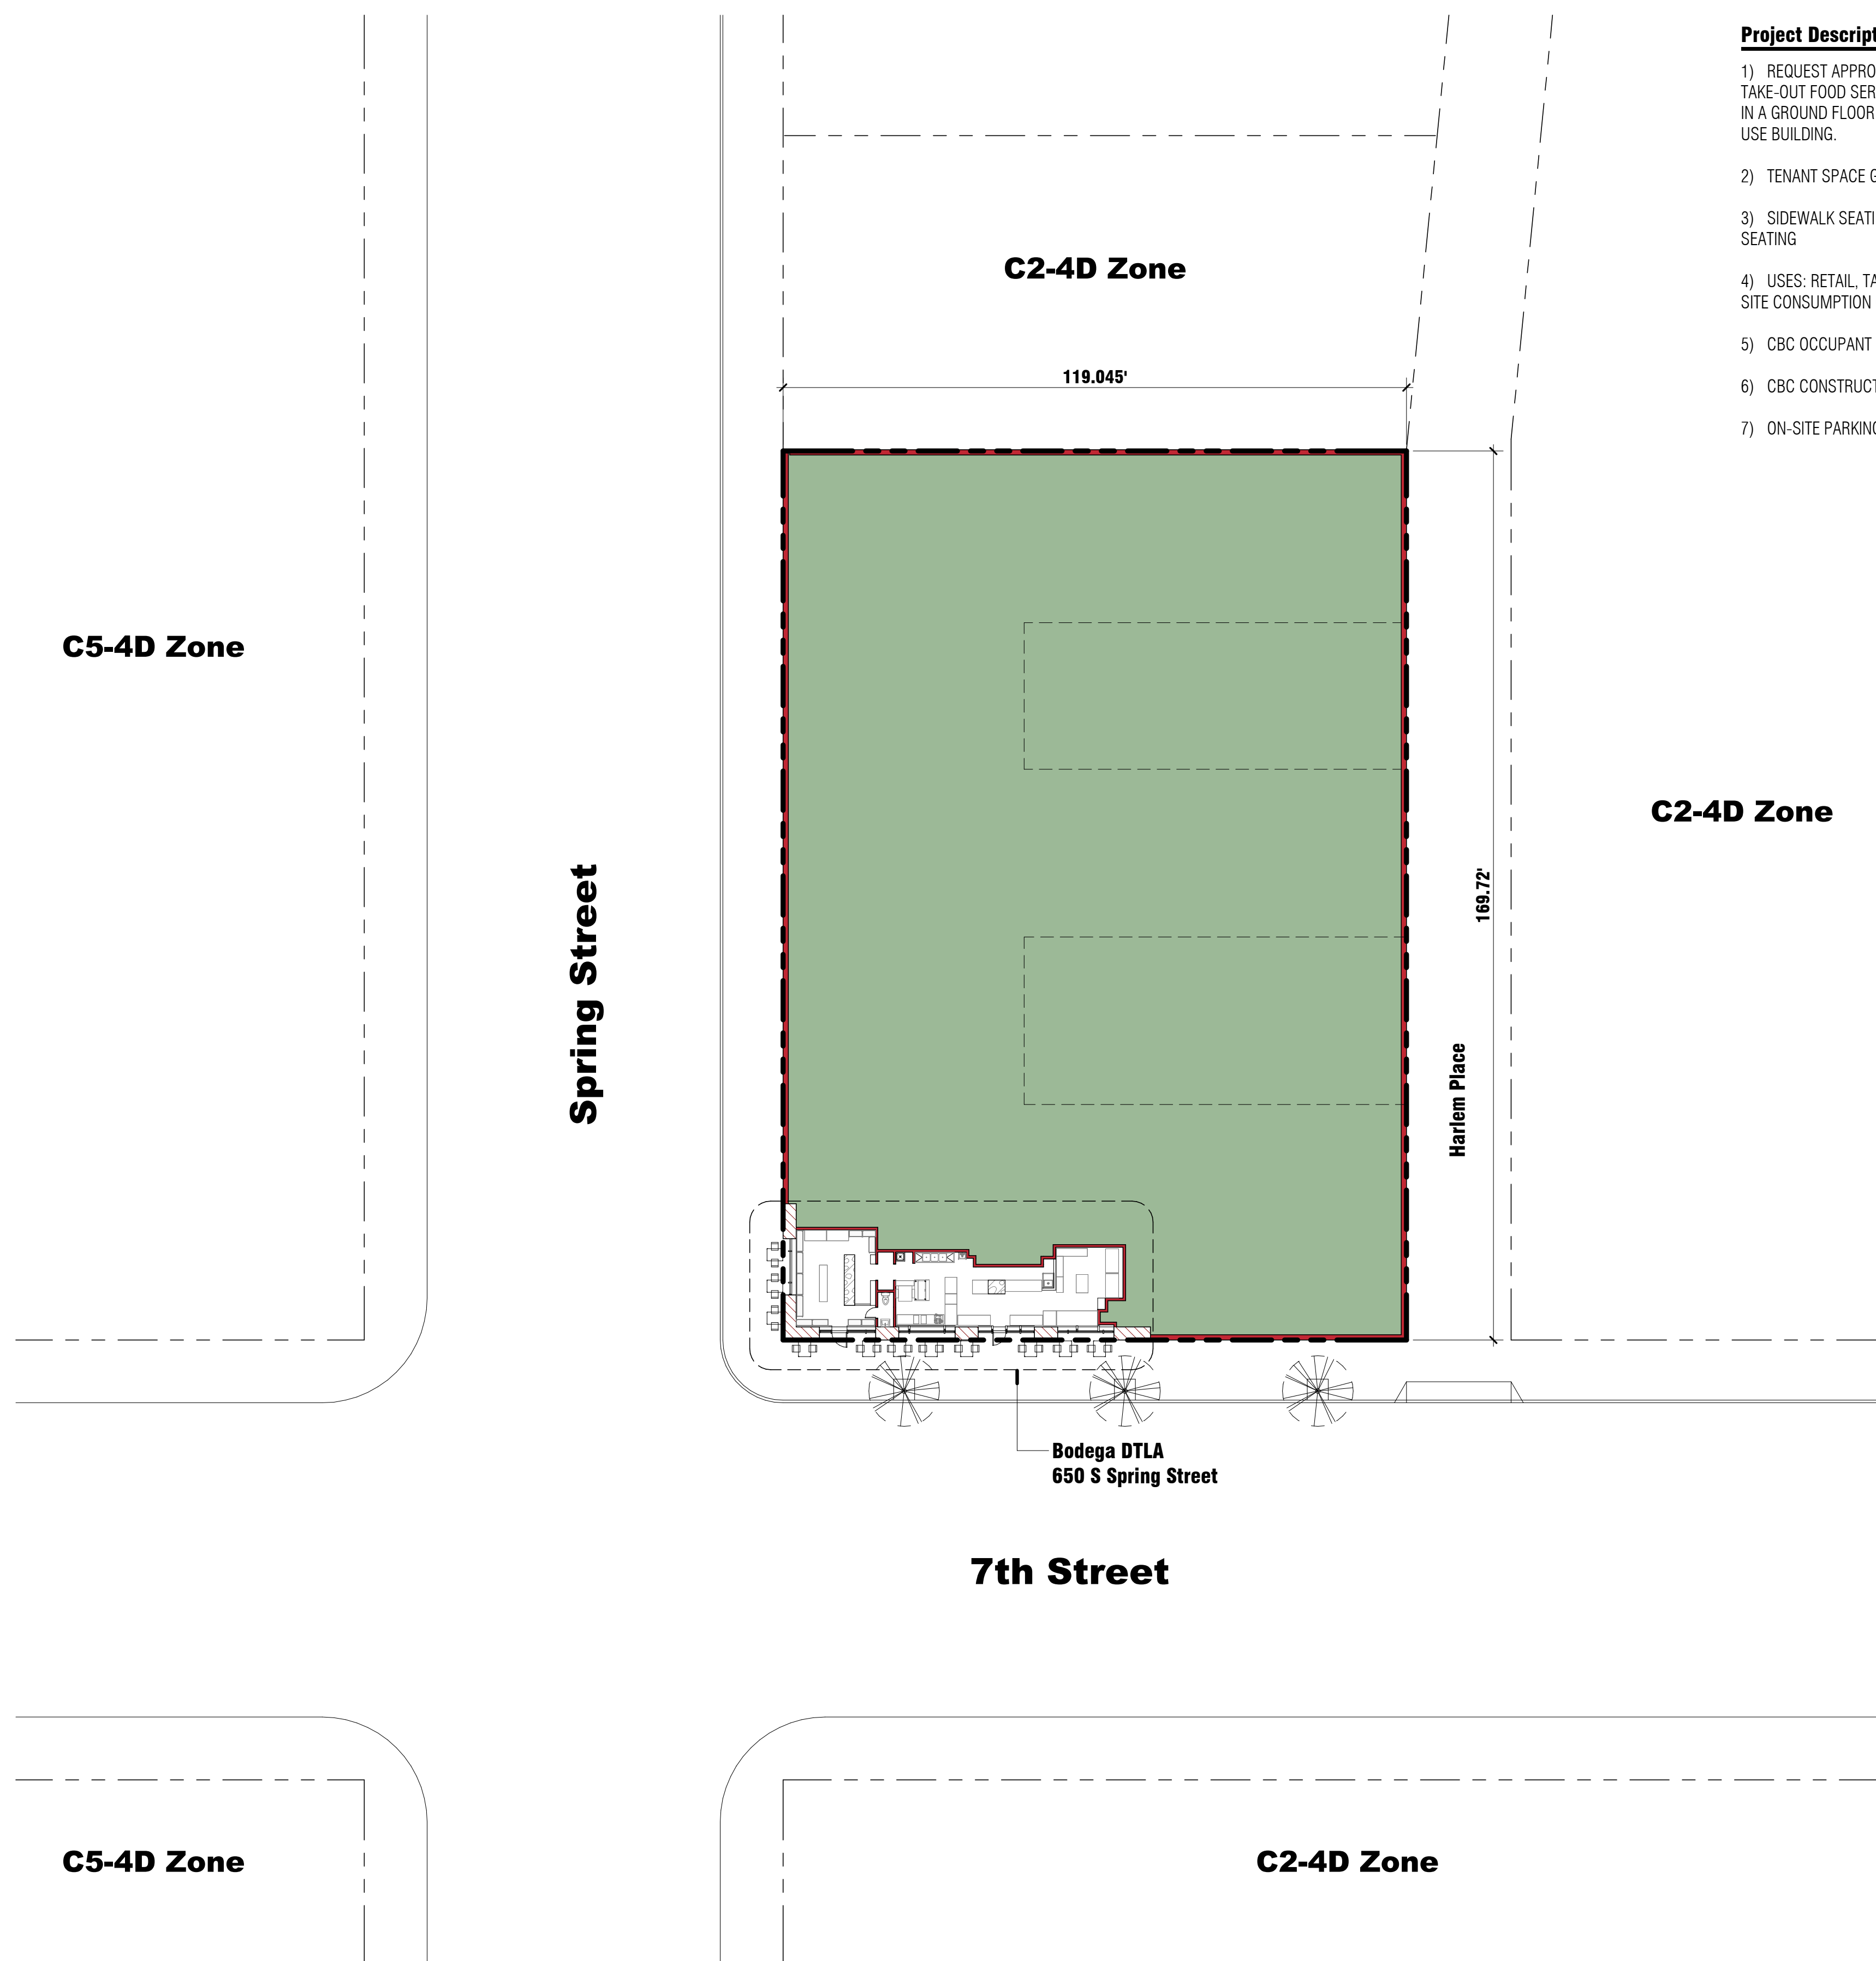 Project Descript
1) REQUEST APPRO
TAKE-OUT FOOD SER
IN A GROUND FLOOR
USE BUILDING.
2) TENANT SPACE G
3) SIDEWALK SEATI
SEATING
4) USES: RETAIL, TA
SITE CONSUMPTION
5) CBC OCCUPANT
6) CBC CONSTRUCT
7) ON-SITE PARKING
C2-4D Zone
119.045'
C5-4D Zone
C2-4D Zone
169.72'
Spring Street
Harlem Place
Bodega DTLA
650 S Spring Street
7th Street
C5-4D Zone
C2-4D Zone